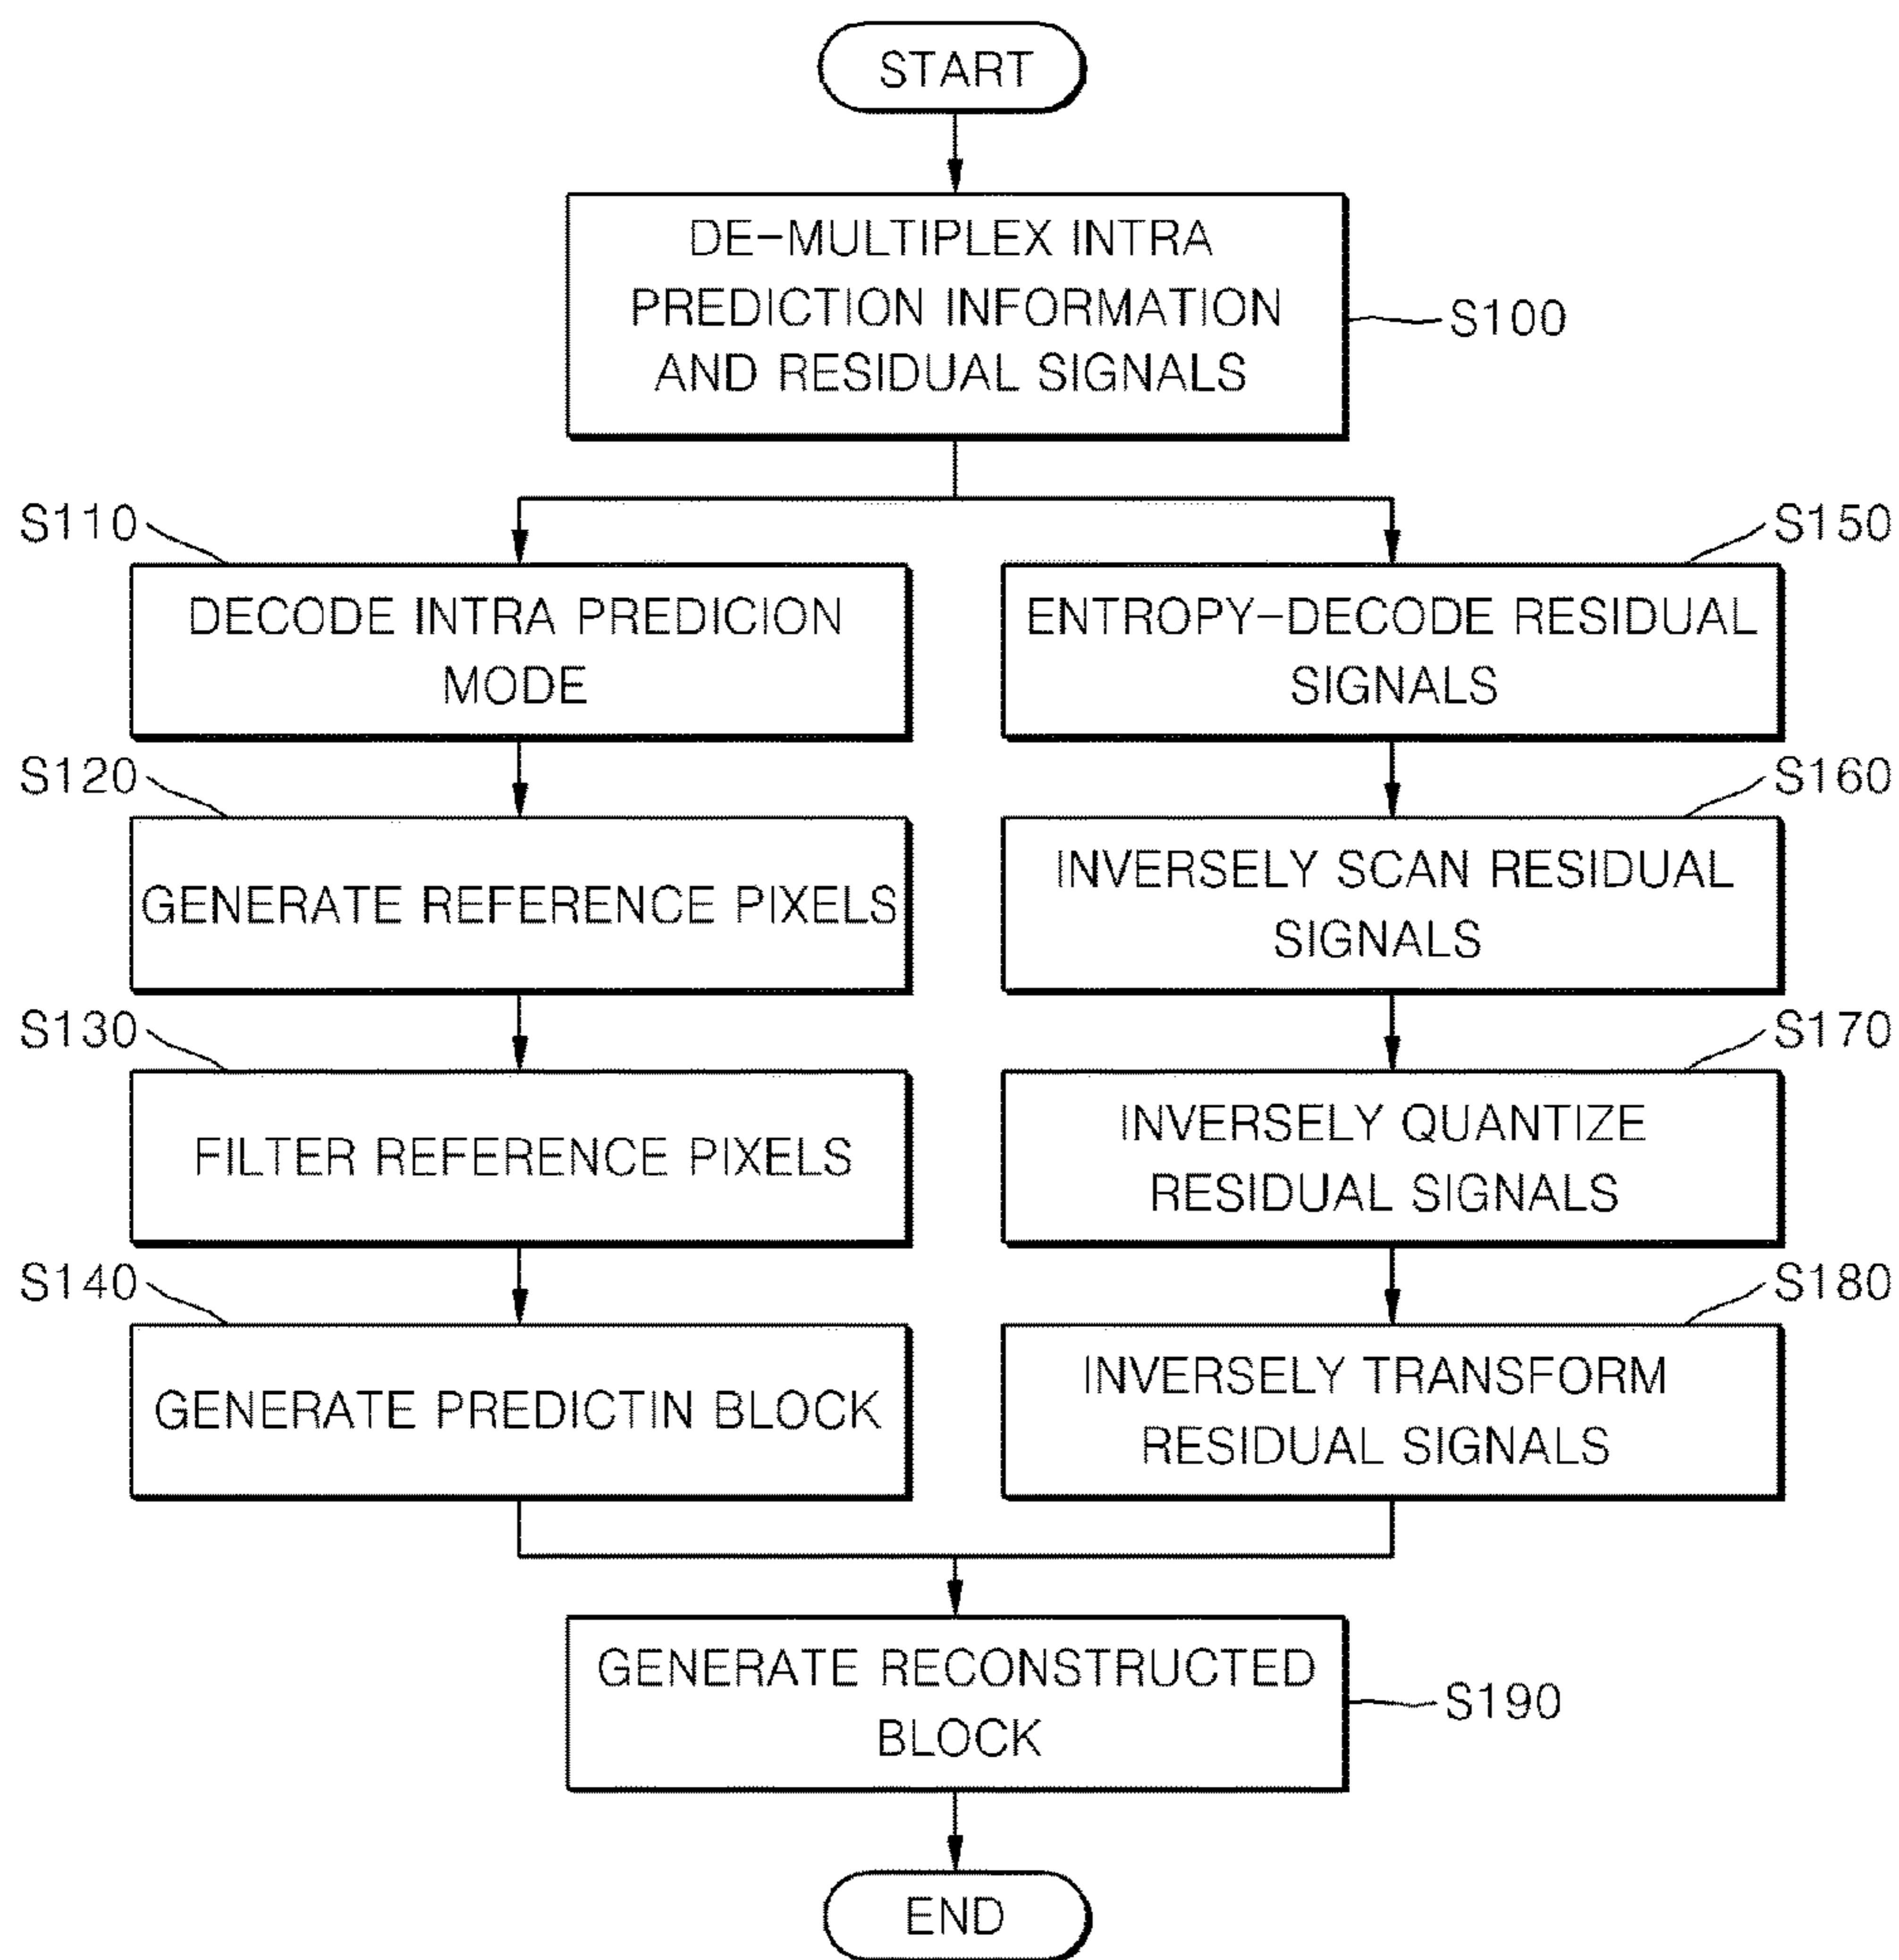 START
DE-MULTIPLEX INTRA
PREDICTION INFORMATION
AND RESIDUAL SIGNALS
S100
S110
DECODE INTRA PREDICION
MODE
S150
ENTROPY-DECODE RESIDUAL
SIGNALS
S120
GENERATE REFERENCE PIXELS
S160
INVERSELY SCAN RESIDUAL
SIGNALS
S130
FILTER REFERENCE PIXELS
S170
INVERSELY QUANTIZE
RESIDUAL SIGNALS
S140
GENERATE PREDICTIN BLOCK
S180
INVERSELY TRANSFORM
RESIDUAL SIGNALS
GENERATE RECONSTRUCTED
BLOCK
S190
END